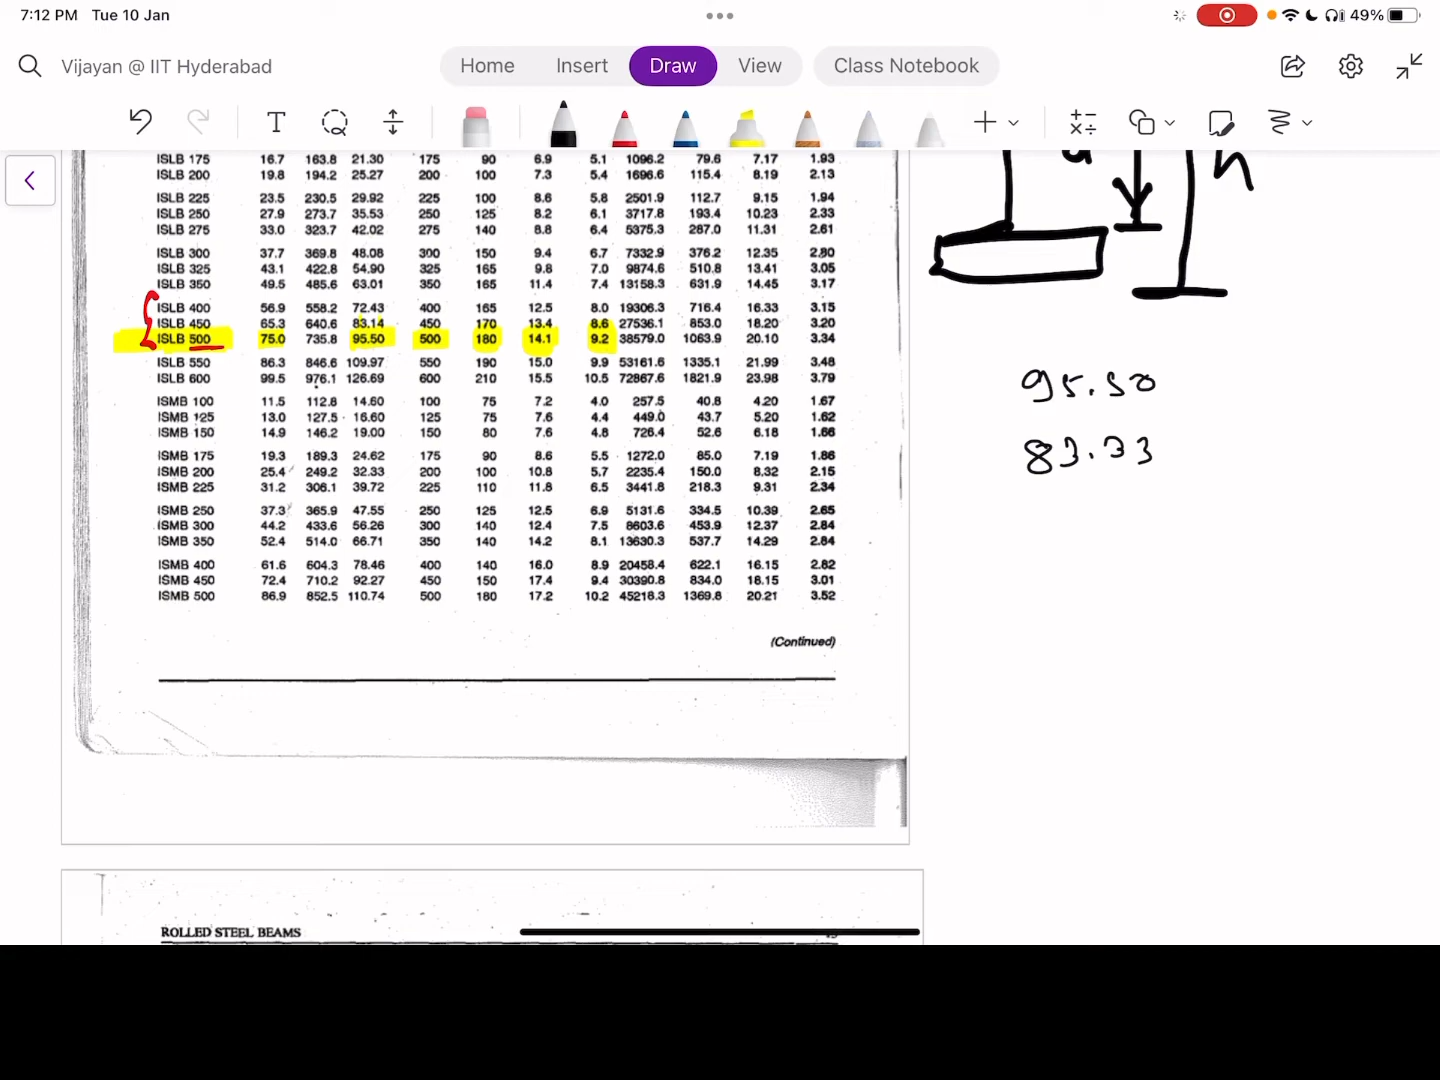 7:12 PM Tue 10 Jan
49%
Vijayan @ IIT Hyderabad
Home Insert Draw View Class Notebook
T
ISLB 175 16.7 163.8 21.30 175 90 6.9 5.1 1096.2 79.6 7.17 1.93
ISLB 200 19.8 194.2 25.27 200 100 7.3 5.4 1696.6 115.4 8.19 2.13
ISLB 225 23.5 230.5 29.92 225 100 8.6 5.8 2501.9 112.7 9.15 1.94
ISLB 250 27.9 273.7 35.53 250 125 8.2 6.1 3717.8 193.4 10.23 2.33
ISLB 275 33.0 323.7 42.02 275 140 8.8 6.4 5375.3 287.0 11.31 2.61
ISLB 300 37.7 369.8 48.08 300 150 9.4 6.7 7332.9 376.2 12.35 2.80
ISLB 325 43.1 422.8 54.90 325 165 9.8 7.0 9874.6 510.8 13.41 3.05
ISLB 350 49.5 485.6 63.01 350 165 11.4 7.4 13158.3 631.9 14.45 3.17
ISLB 400 56.9 558.2 72.43 400 165 12.5 8.0 19306.3 716.4 16.33 3.15
ISLB 450 65.3 640.6 83.14 450 170 13.4 8.6 27536.1 853.0 18.20 3.20
ISLB 500 75.0 735.8 95.50 500 180 14.1 9.2 38579.0 1063.9 20.10 3.34
ISLB 550 86.3 846.6 109.97 550 190 15.0 9.9 53161.6 1335.1 21.99 3.48
ISLB 600 99.5 976.1 126.69 600 210 15.5 10.5 72867.6 1821.9 23.98 3.79
ISMB 100 11.5 112.8 14.60 100 75 7.2 4.0 257.5 40.8 4.20 1.67
ISMB 125 13.0 127.5 16.60 125 75 7.6 4.4 449.0 43.7 5.20 1.62
ISMB 150 14.9 146.2 19.00 150 80 7.6 4.8 726.4 52.6 6.18 1.66
ISMB 175 19.3 189.3 24.62 175 90 8.6 5.5 1272.0 85.0 7.19 1.86
ISMB 200 25.4 249.2 32.33 200 100 10.8 5.7 2235.4 150.0 8.32 2.15
ISMB 225 31.2 306.1 39.72 225 110 11.8 6.5 3441.8 218.3 9.31 2.34
ISMB 250 37.3 365.9 47.55 250 125 12.5 6.9 5131.6 334.5 10.39 2.65
ISMB 300 44.2 433.6 56.26 300 140 12.4 7.5 8603.6 453.9 12.37 2.84
ISMB 350 52.4 514.0 66.71 350 140 14.2 8.1 13630.3 537.7 14.29 2.84
ISMB 400 61.6 604.3 78.46 400 140 16.0 8.9 20458.4 622.1 16.15 2.82
ISMB 450 72.4 710.2 92.27 450 150 17.4 9.4 30390.8 834.0 18.15 3.01
ISMB 500 86.9 852.5 110.74 500 180 17.2 10.2 45218.3 1369.8 20.21 3.52
(Continued)
ROLLED STEEL BEAMS
d h
95.50
83.33